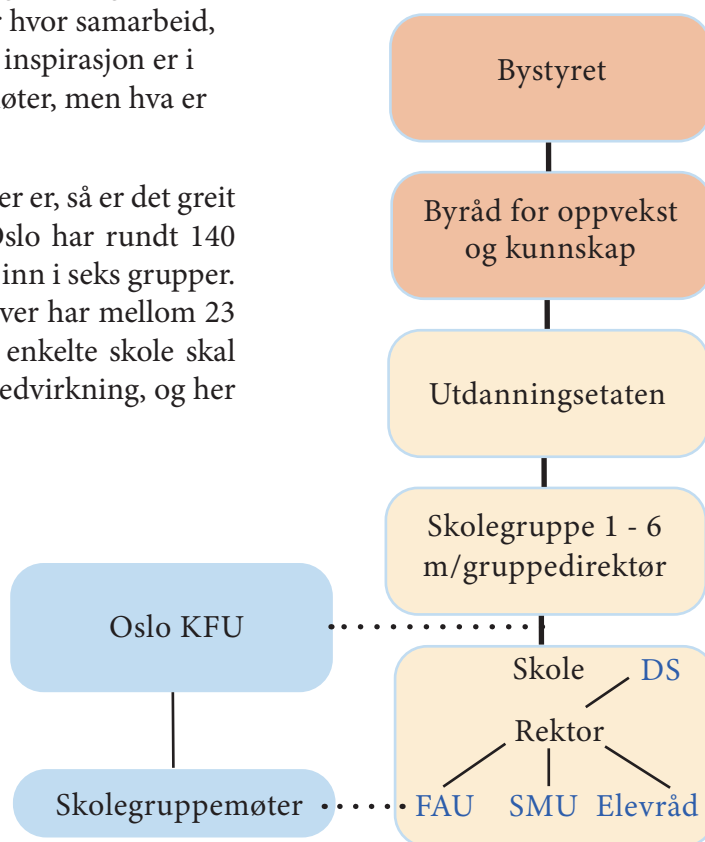 r hvor samarbeid,
inspirasjon er i
øter, men hva er
er er, så er det greit
Oslo har rundt 140
inn i seks grupper.
ver har mellom 23
enkelte skole skal
edvirkning, og her
Bystyret
Byråd for oppvekst
og kunnskap
Utdanningsetaten
Skolegruppe 1 - 6
m/gruppedirektør
Oslo KFU
Skole DS
Rektor
Skolegruppemøter
FAU SMU Elevråd